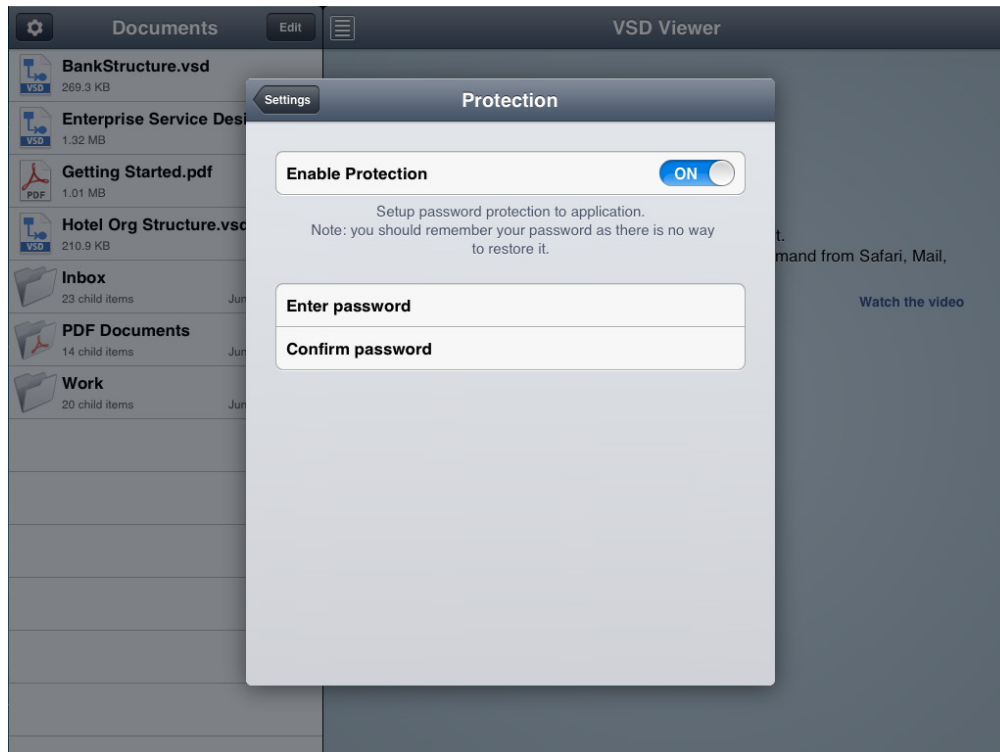 Documents
Edit
VSD Viewer
BankStructure.vsd
VSD
269.3 KB
Enterprise Service Desi
VSD
1.32 MB
Getting Started.pdf
PDF
1.01 MB
Hotel Org Structure.vsd
VSD
210.9 KB
Inbox
23 child items Jun
PDF Documents
14 child items Jun
Work
20 child items Jun
Settings
Protection
Enable Protection
ON
Setup password protection to application.
Note: you should remember your password as there is no way
to restore it.
Enter password
Confirm password
t.
mand from Safari, Mail,
Watch the video